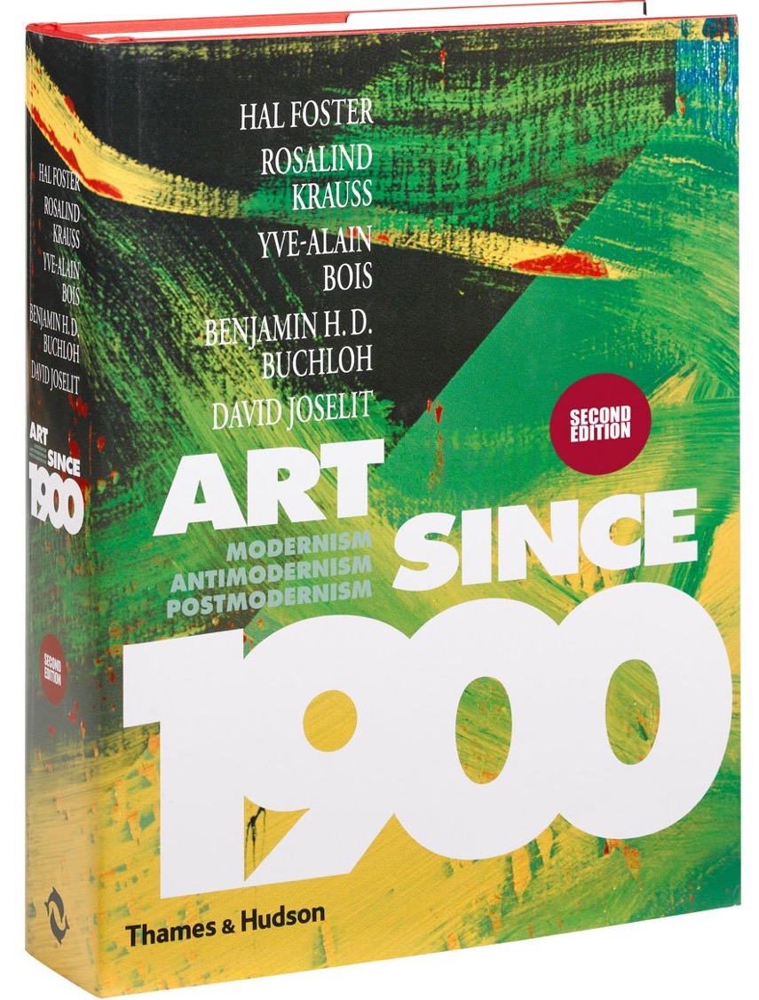 HAL FOSTER
ROSALIND
KRAUSS
YVE-ALAIN
BOIS
BENJAMIN H. D.
BUCHLOH
DAVID JOSELIT
ART
SINCE
1900
SECOND
EDITION
HAL FOSTER
ROSALIND
KRAUSS
YVE-ALAIN
BOIS
BENJAMIN H. D.
BUCHLOH
DAVID JOSELIT
SECOND
EDITION
ART
SINCE
MODERNISM
ANTIMODERNISM
POSTMODERNISM
1900
Thames & Hudson